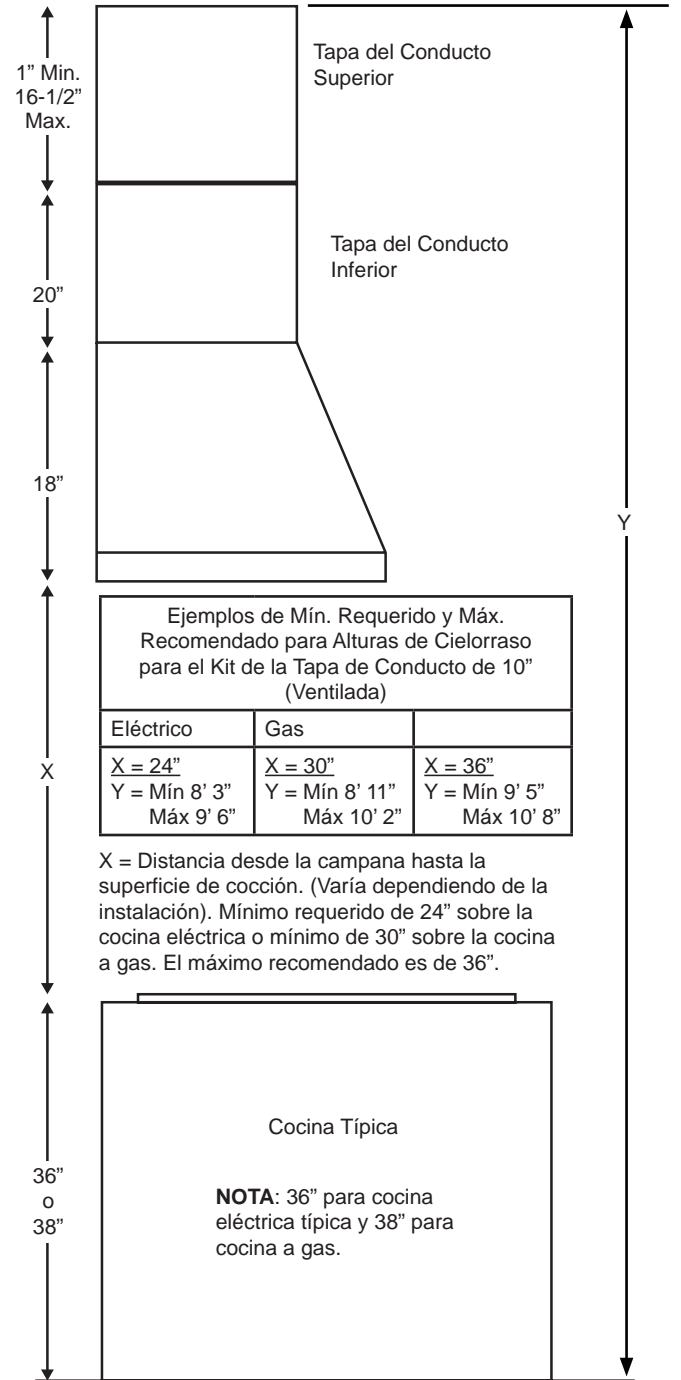 Tapa del Conducto
Superior
1” Min.
16-1/2”
Max.
Tapa del Conducto
Inferior
20”
18”
Y
Ejemplos de Mín. Requerido y Máx.
Recomendado para Alturas de Cielorraso
para el Kit de la Tapa de Conducto de 10”
(Ventilada)
Eléctrico Gas
X = 24” X = 30” X = 36”
Y = Mín 8’ 3” Y = Mín 8’ 11” Y = Mín 9’ 5”
Máx 9’ 6” Máx 10’ 2” Máx 10’ 8”
X
X = Distancia desde la campana hasta la
superficie de cocción. (Varía dependiendo de la
instalación). Mínimo requerido de 24” sobre la
cocina eléctrica o mínimo de 30” sobre la cocina
a gas. El máximo recomendado es de 36”.
Cocina Típica
36”
o
38”
NOTA: 36” para cocina
eléctrica típica y 38” para
cocina a gas.